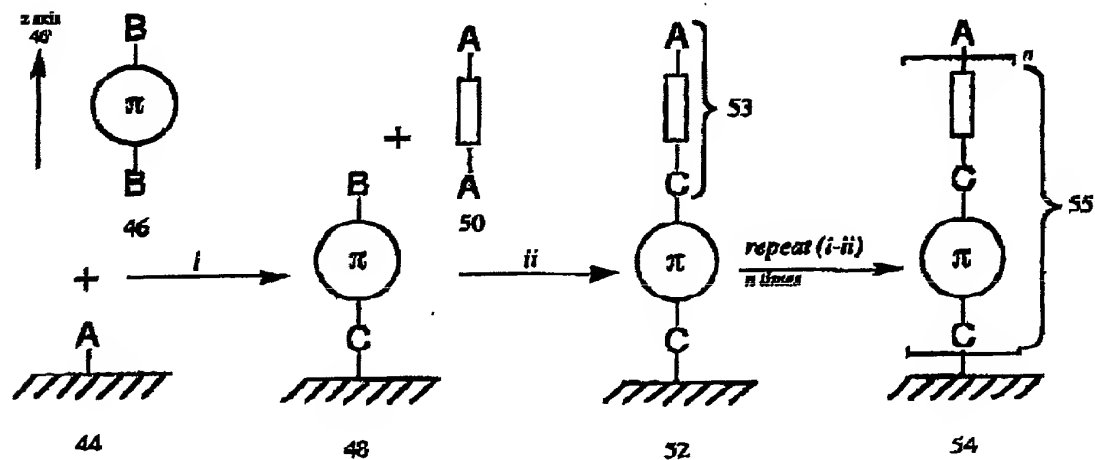 z axis
46'
B
π
B
46
+
A
44
i
B
π
C
48
+
A
A
50
ii
A
C
π
C
52
53
repeat (i-ii)
n times
A
n
C
π
C
54
55